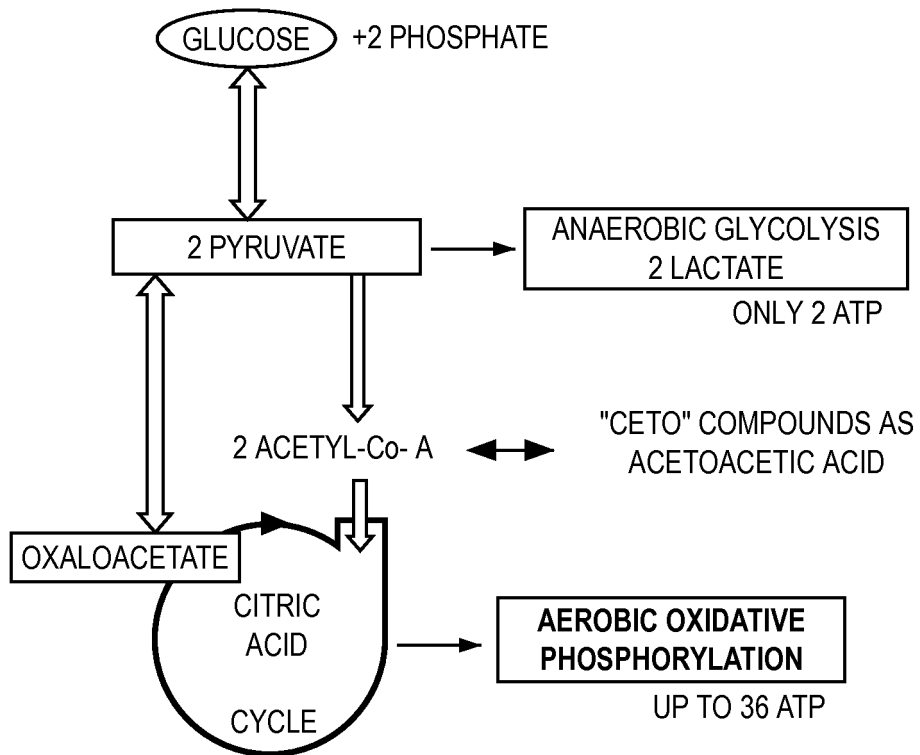 GLUCOSE +2 PHOSPHATE
2 PYRUVATE
ANAEROBIC GLYCOLYSIS
2 LACTATE
ONLY 2 ATP
2 ACETYL-Co- A
"CETO" COMPOUNDS AS
ACETOACETIC ACID
OXALOACETATE
CITRIC
ACID
CYCLE
AEROBIC OXIDATIVE
PHOSPHORYLATION
UP TO 36 ATP